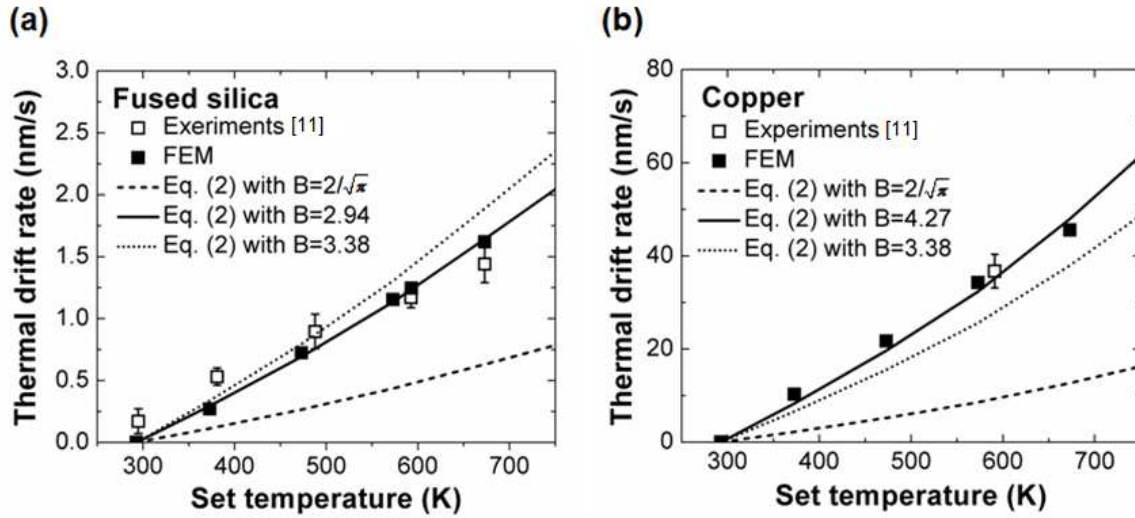 (a)
Fused silica
Exeriments [11]
FEM
Eq. (2) with B=2/√π
Eq. (2) with B=2.94
Eq. (2) with B=3.38
Thermal drift rate (nm/s)
3.0
2.5
2.0
1.5
1.0
0.5
0.0
300 400 500 600 700
Set temperature (K)
(b)
Copper
Experiments [11]
FEM
Eq. (2) with B=2/√π
Eq. (2) with B=4.27
Eq. (2) with B=3.38
Thermal drift rate (nm/s)
80
60
40
20
0
300 400 500 600 700
Set temperature (K)